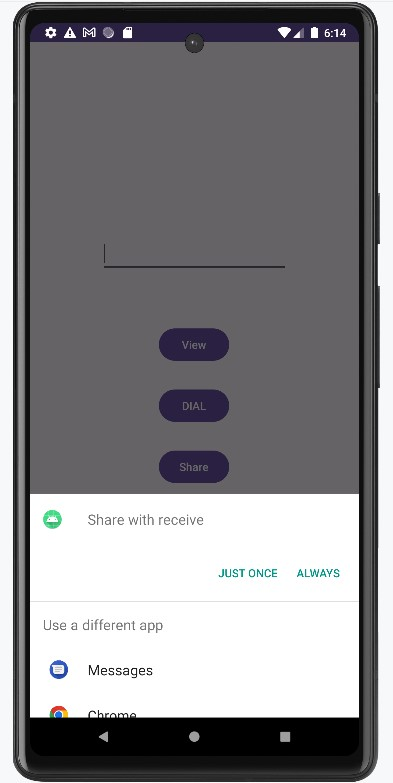 6:14
View
DIAL
Share
Share with receive
JUST ONCE ALWAYS
Use a different app
Messages
Chrome